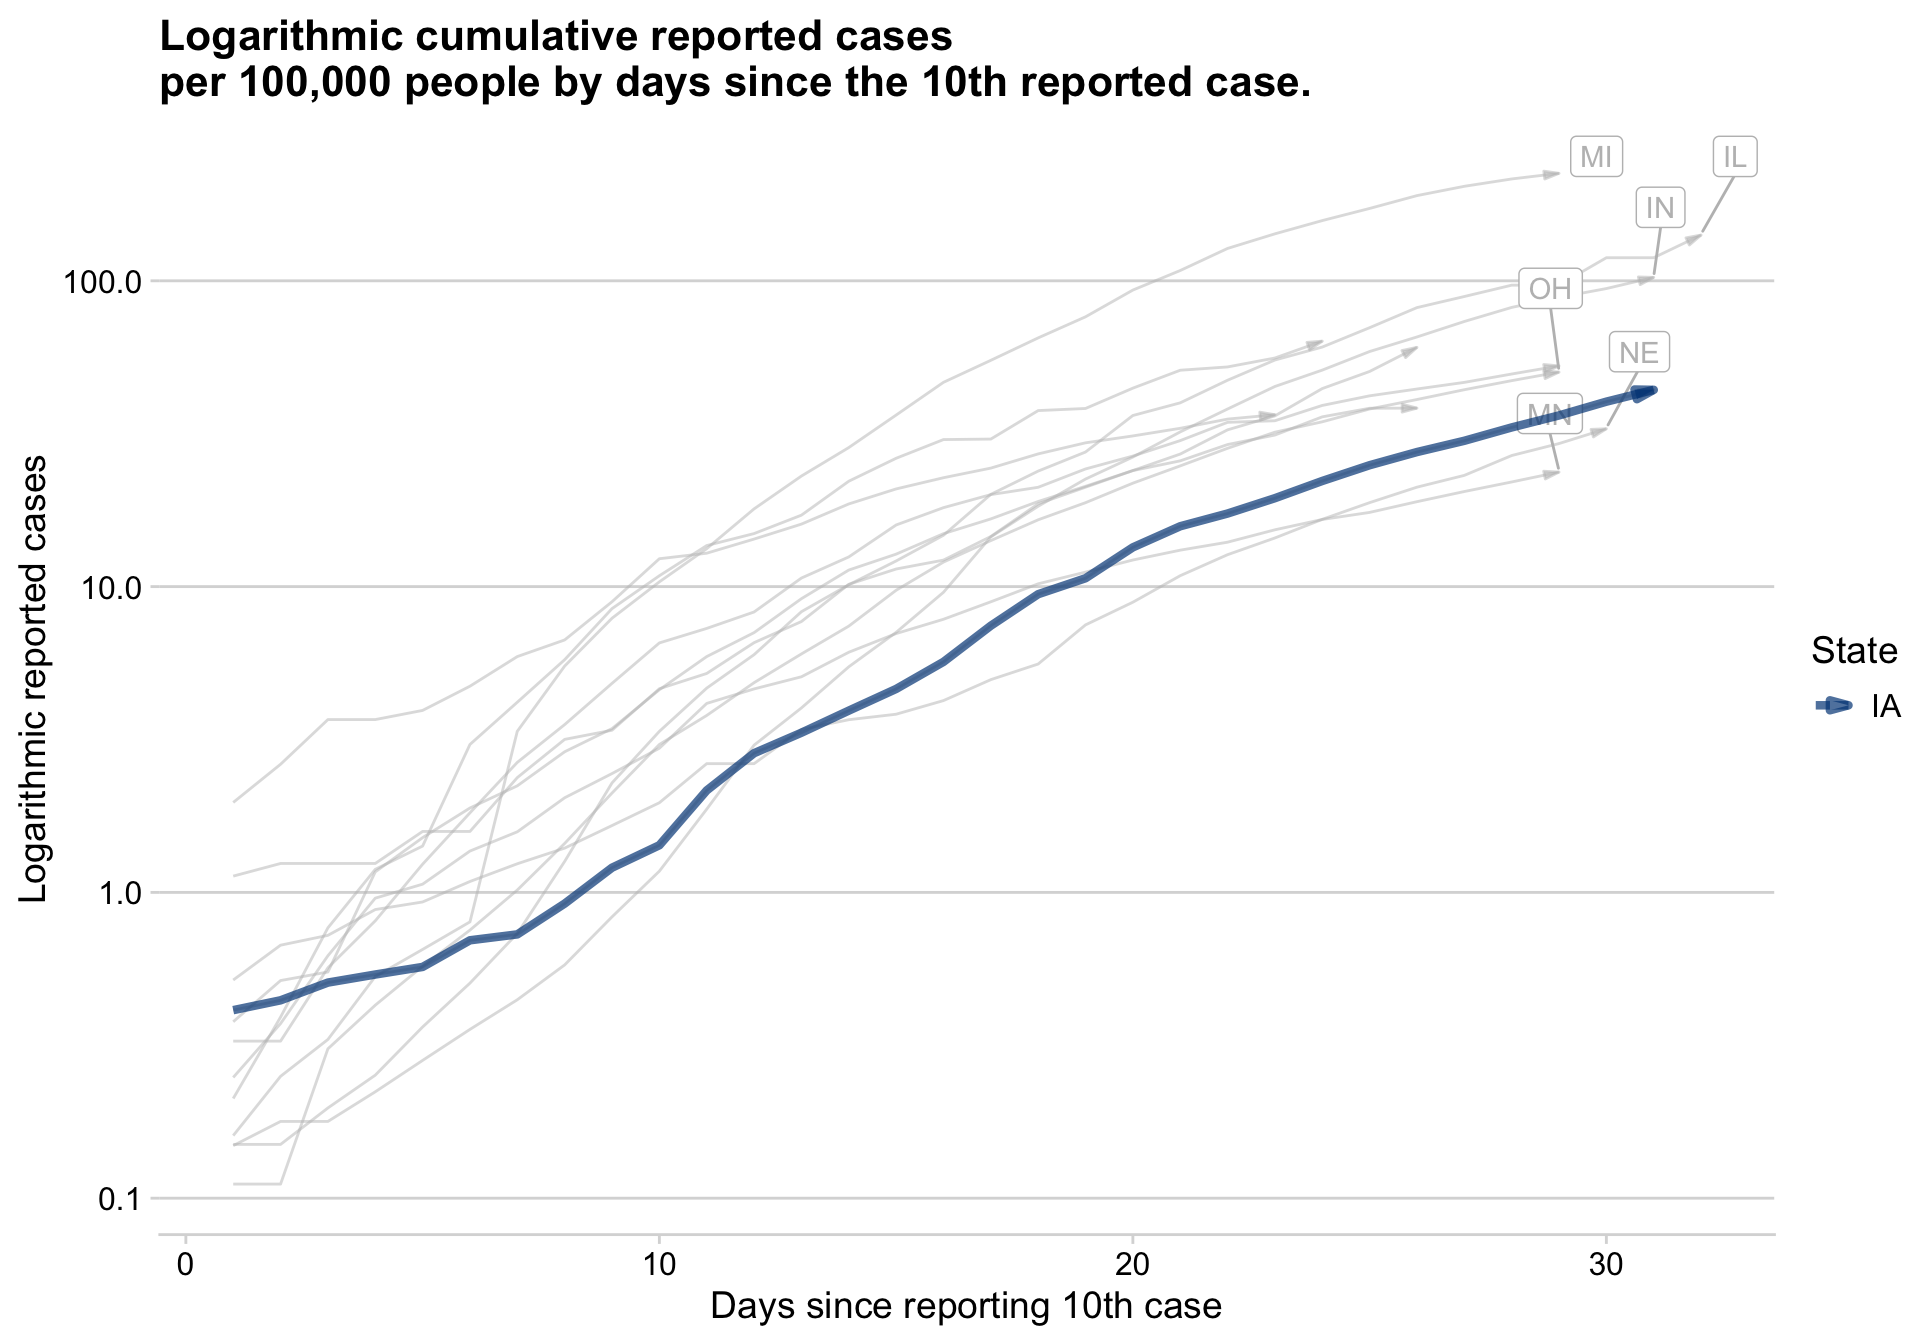 Logarithmic cumulative reported cases
per 100,000 people by days since the 10th reported case.
MI
IL
IN
100.0
OH
NE
MN
10.0
1.0
0.1
Logarithmic reported cases
State
IA
0
10
20
30
Days since reporting 10th case